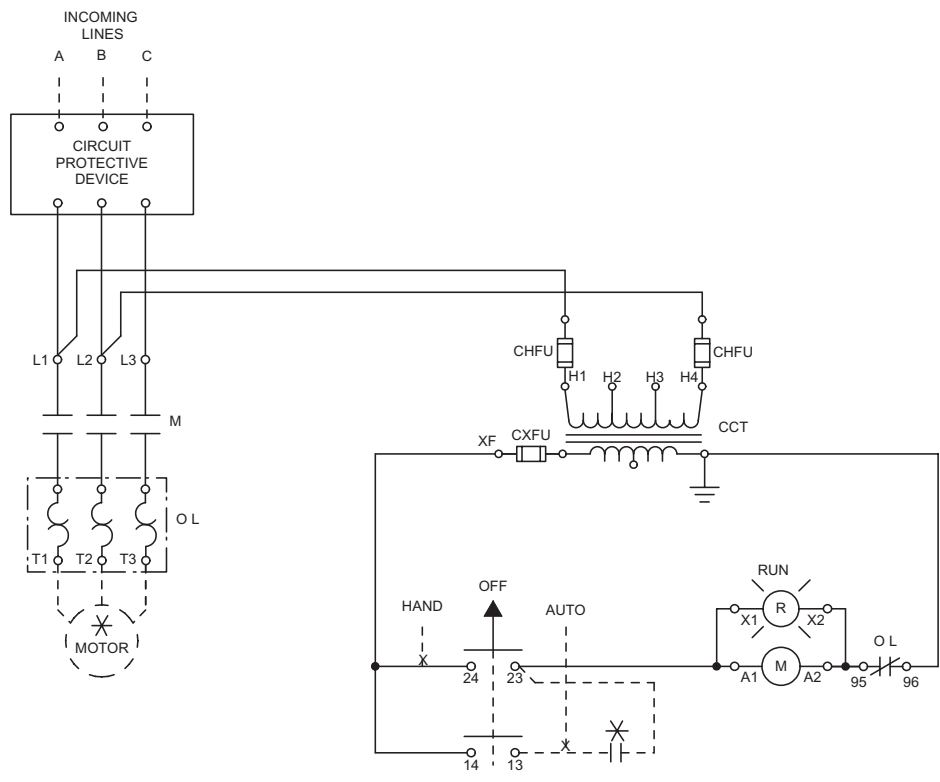 INCOMING
LINES
A B C
CIRCUIT
PROTECTIVE
DEVICE
L1 L2 L3
CHFU CHFU
H1 H2 H3 H4
M
CCT
XF CXFU
O L
T1 T2 T3
MOTOR
HAND OFF AUTO
RUN
X1 R X2
O L
24 23
A1 M A2
95 96
14 13